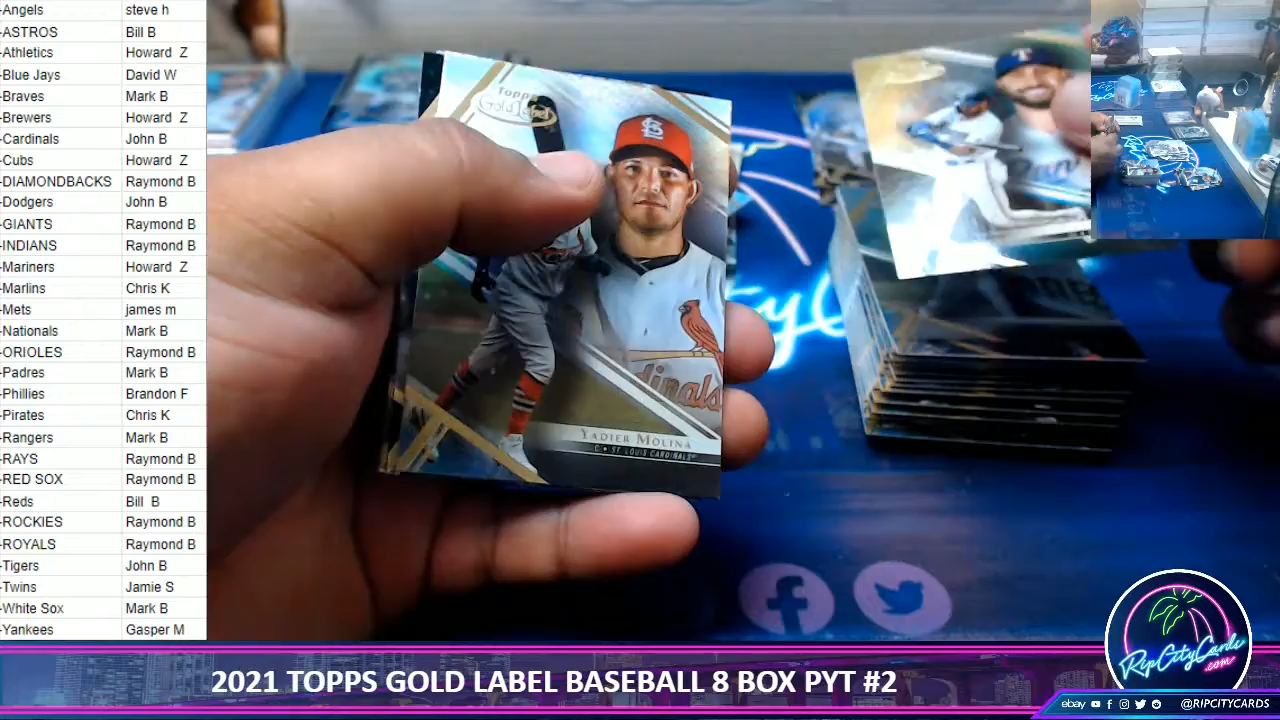 -Angels steve h
-ASTROS Bill B
-Athletics Howard Z
-Blue Jays David W
-Braves Mark B
-Brewers Howard Z
-Cardinals John B
-Cubs Howard Z
-DIAMONDBACKS Raymond B
-Dodgers John B
-GIANTS Raymond B
-INDIANS Raymond B
-Mariners Howard Z
-Marlins Chris K
-Mets james m
-Nationals Mark B
-ORIOLES Raymond B
-Padres Mark B
-Phillies Brandon F
-Pirates Chris K
-Rangers Mark B
-RAYS Raymond B
-RED SOX Raymond B
-Reds Bill B
-ROCKIES Raymond B
-ROYALS Raymond B
-Tigers John B
-Twins Jamie S
-White Sox Mark B
-Yankees Gasper M
Topps
Gold Label
YADIER MOLINA
C • ST. LOUIS CARDINALS
RipCityCards
.com
2021 TOPPS GOLD LABEL BASEBALL 8 BOX PYT #2
ebay @RIPCITYCARDS